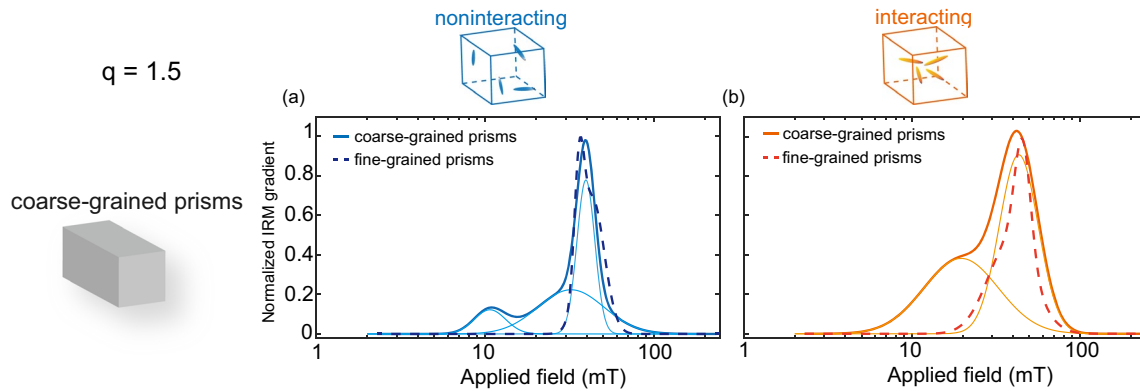 noninteracting
interacting
q = 1.5
coarse-grained prisms
(a)
coarse-grained prisms
fine-grained prisms
Normalized IRM gradient
1
0.8
0.6
0.4
0.2
0
1
10
100
Applied field (mT)
(b)
coarse-grained prisms
fine-grained prisms
1
10
100
Applied field (mT)